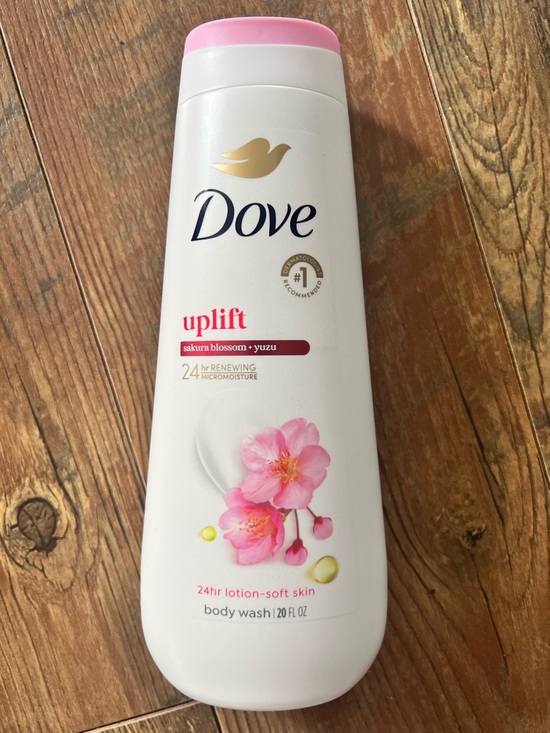 Dove
DERMATOLOGIST
#1
RECOMMENDED
uplift
sakura blossom + yuzu
24 hr RENEWING
MICROMOISTURE
24hr lotion-soft skin
body wash | 20 FL OZ